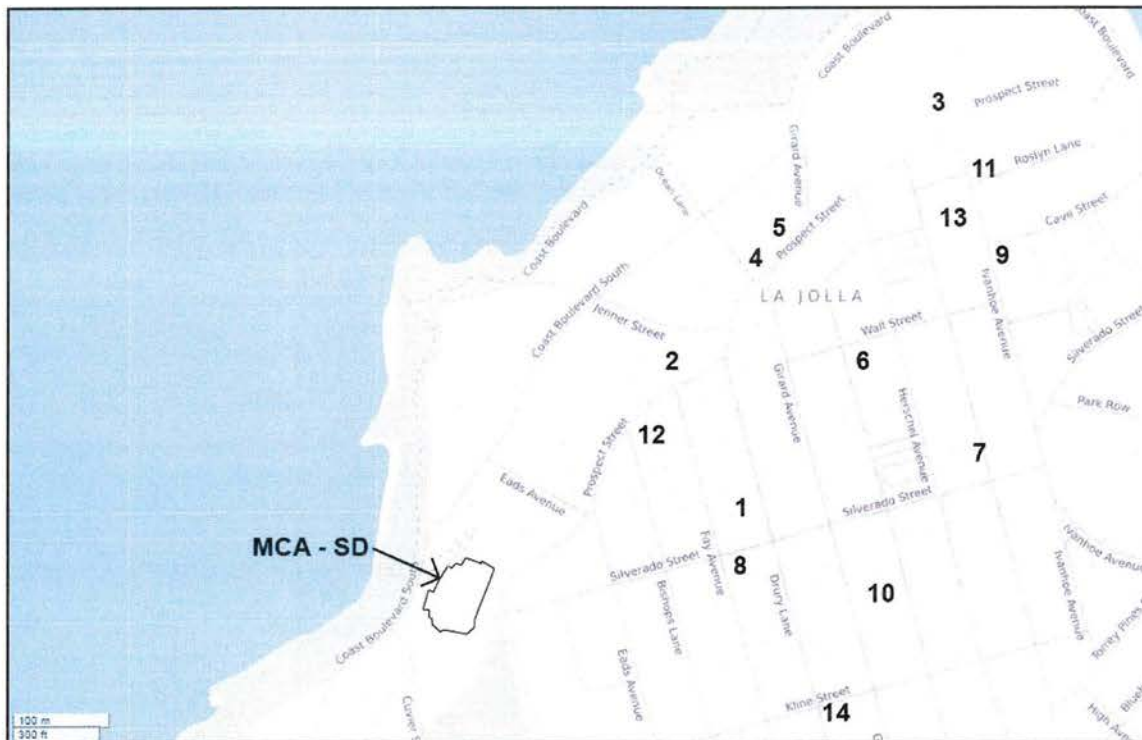 Coast Boulevard
Coast Boulevard
3
Prospect Street
Girard Avenue
11
Roslyn Lane
Ocean Lane
13
Cave Street
5
Prospect Street
4
9
Coast Boulevard
Coast Boulevard South
LA JOLLA
Ivanhoe Avenue
Jenner Street
Wall Street
Silverado Street
2
6
Girard Avenue
Herschel Avenue
Park Row
12
Prospect Street
7
Eads Avenue
1
Silverado Street
MCA - SD
Fay Avenue
Ivanhoe Avenue
Silverado Street
8
Drury Lane
10
Ivanhoe Avenue
Bishops Lane
Coast Boulevard South
Eads Avenue
Torrey Pines
Kline Street
14
Cuvier S
High Aven
100 m
300 ft
G